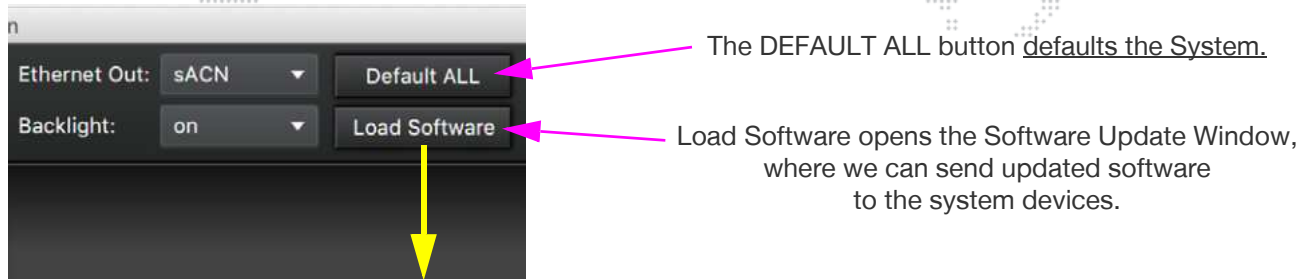 n
Ethernet Out: sACN Default ALL
Backlight: on Load Software
The DEFAULT ALL button defaults the System.
Load Software opens the Software Update Window,
where we can send updated software
to the system devices.